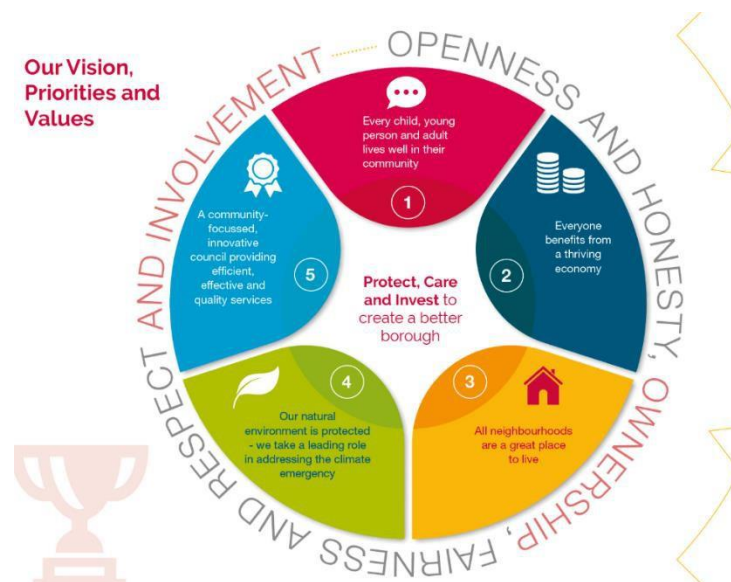 Our Vision,
Priorities and
Values
OPENNESS AND HONESTY, OWNERSHIP, FAIRNESS AND RESPECT AND INVOLVEMENT
Every child, young
person and adult
lives well in their
community
1
Everyone
benefits from
a thriving
economy
2
3
All neighbourhoods
are a great place
to live
4
Our natural
environment is protected
- we take a leading role
in addressing the climate
emergency
A community-
focussed,
innovative
council providing
efficient,
effective and
quality services
5
Protect, Care
and Invest to
create a better
borough